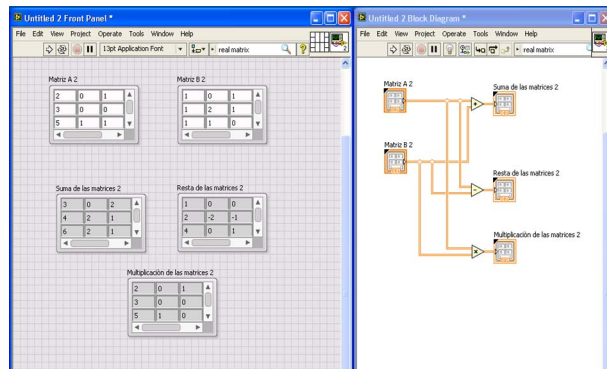 Untitled 2 Front Panel *
File Edit View Project Operate Tools Window Help
13pt Application Font real matrix
Matriz A 2
2 0 1
3 0 0
5 1 1
Matriz B 2
1 0 1
1 2 1
1 1 0
Suma de las matrices 2
3 0 2
4 2 1
6 2 1
Resta de las matrices 2
1 0 0
2 -2 -1
4 0 1
Multiplicaciòn de las matrices 2
2 0 1
3 0 0
5 1 0
Untitled 2 Block Diagram *
File Edit View Project Operate Tools Window Help
real matrix
Matriz A 2
Suma de las matrices 2
Matriz B 2
Resta de las matrices 2
Multiplicaciòn de las matrices 2